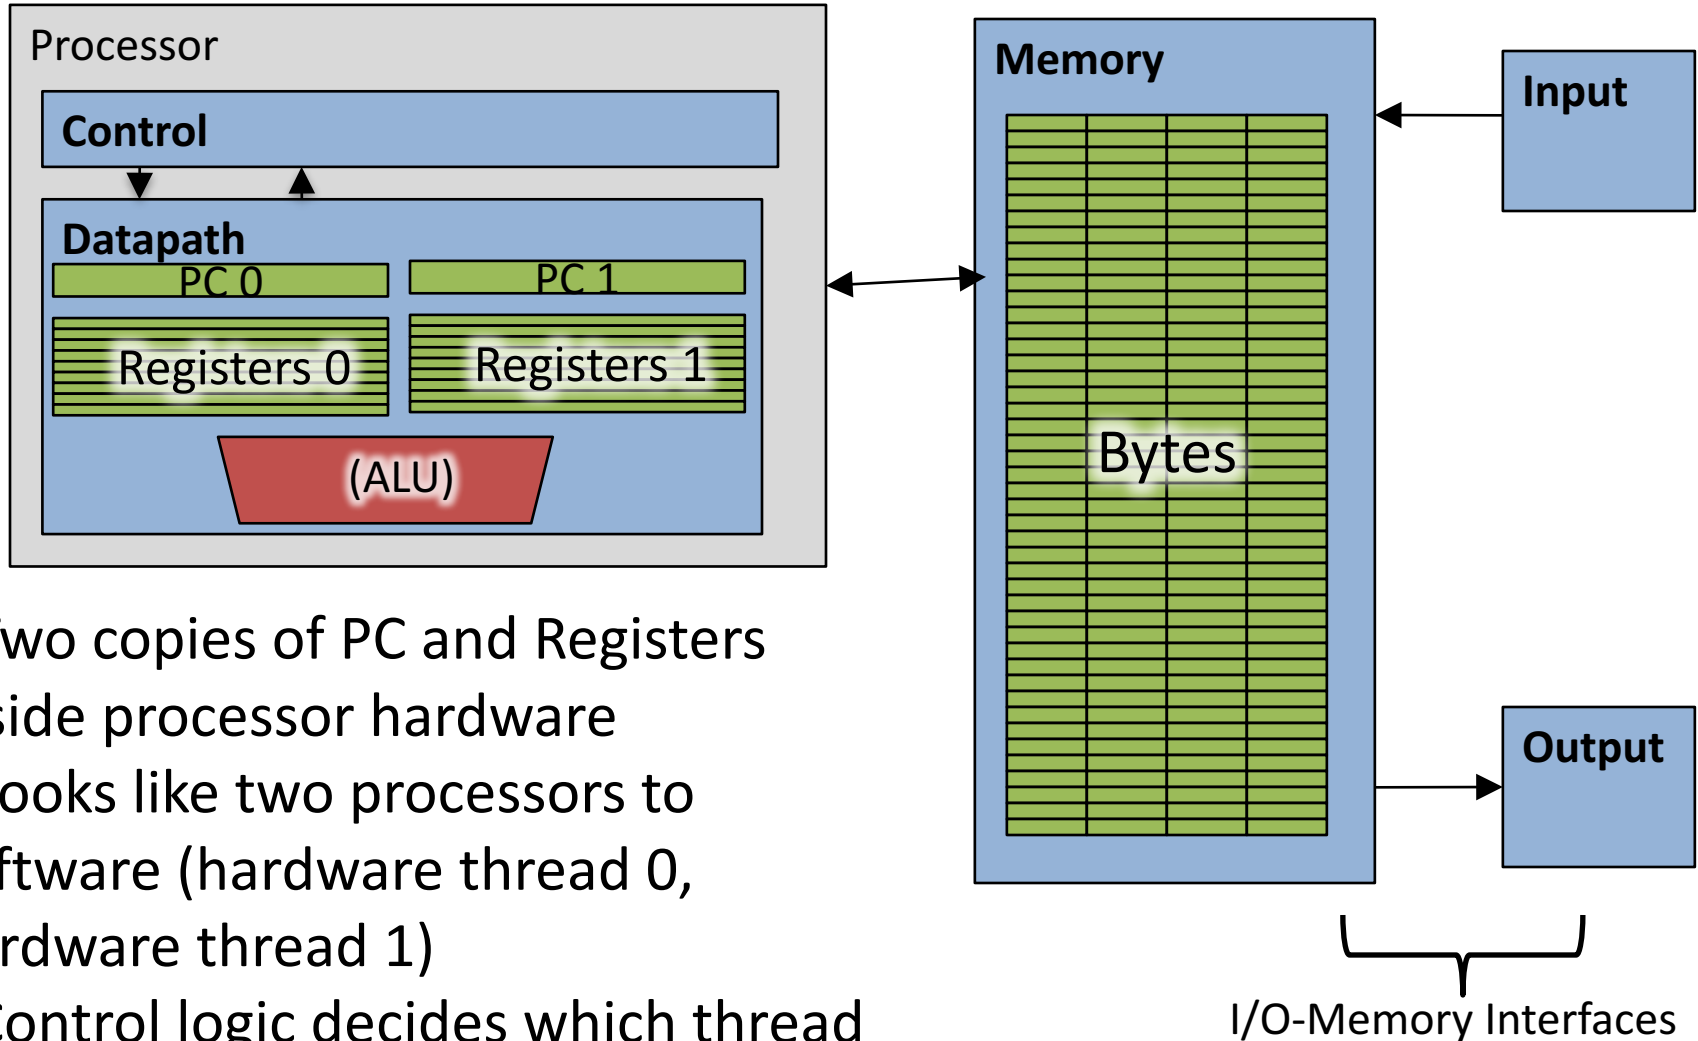 Processor
Control
Datapath
PC 0
PC 1
Registers 0
Registers 1
(ALU)
Memory
Bytes
Input
Output
I/O-Memory Interfaces
wo copies of PC and Registers
side processor hardware
ooks like two processors to
ftware (hardware thread 0,
rdware thread 1)
Control logic decides which thread